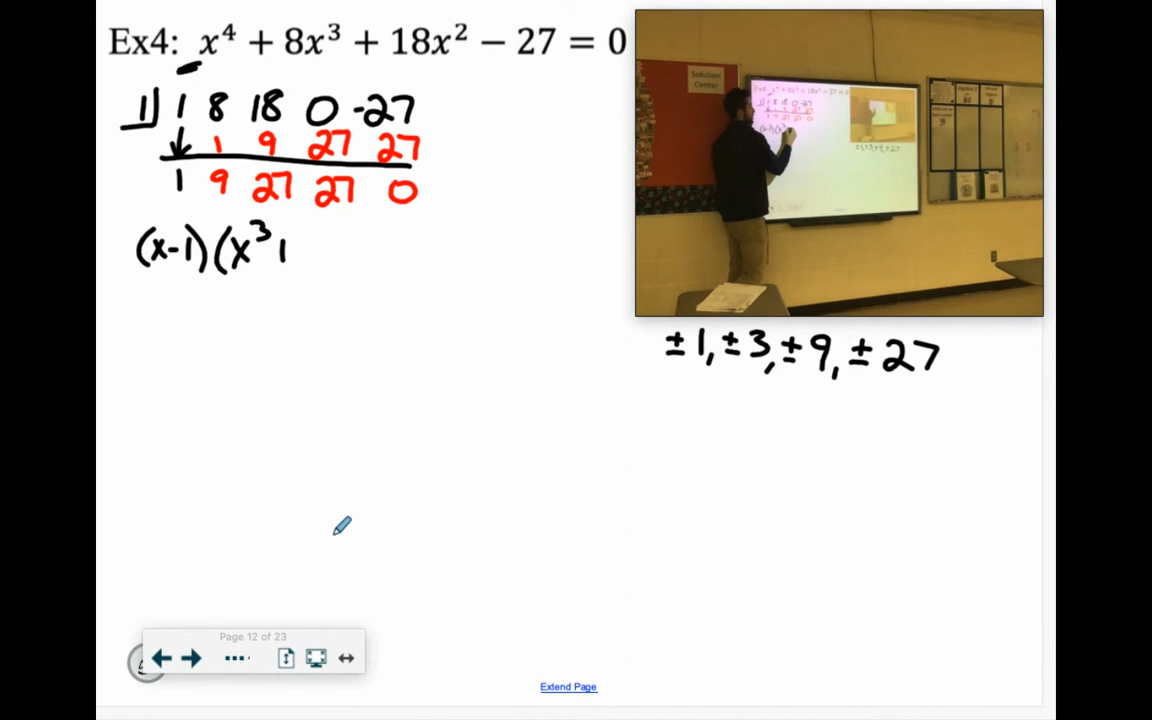 Ex4: x⁴ + 8x³ + 18x² − 27 = 0
1) 1 8 18 0 -27
1 9 27 27
1 9 27 27 0
(x-1)(x³ 1
Solution Center
± 1, ± 3, ± 9, ± 27
Page 12 of 23
Extend Page